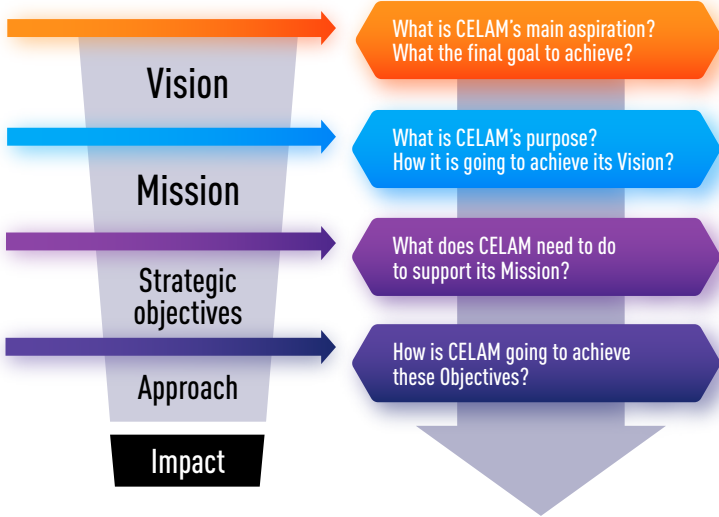 What is CELAM's main aspiration?
What the final goal to achieve?
Vision
What is CELAM's purpose?
How it is going to achieve its Vision?
Mission
What does CELAM need to do
to support its Mission?
Strategic
objectives
How is CELAM going to achieve
these Objectives?
Approach
Impact